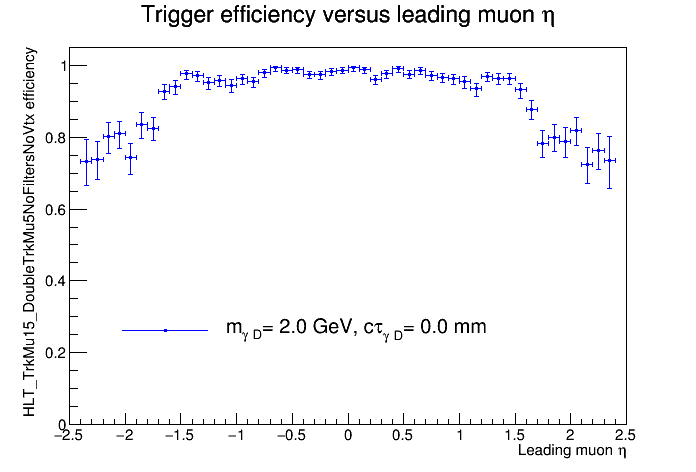 Trigger efficiency versus leading muon η
HLT_TrkMu15_DoubleTrkMu5NoFiltersNoVtx efficiency
1
0.8
0.6
0.4
0.2
0
m_γ D= 2.0 GeV, cτ_γ D= 0.0 mm
−2.5 −2 −1.5 −1 −0.5 0 0.5 1 1.5 2 2.5
Leading muon η